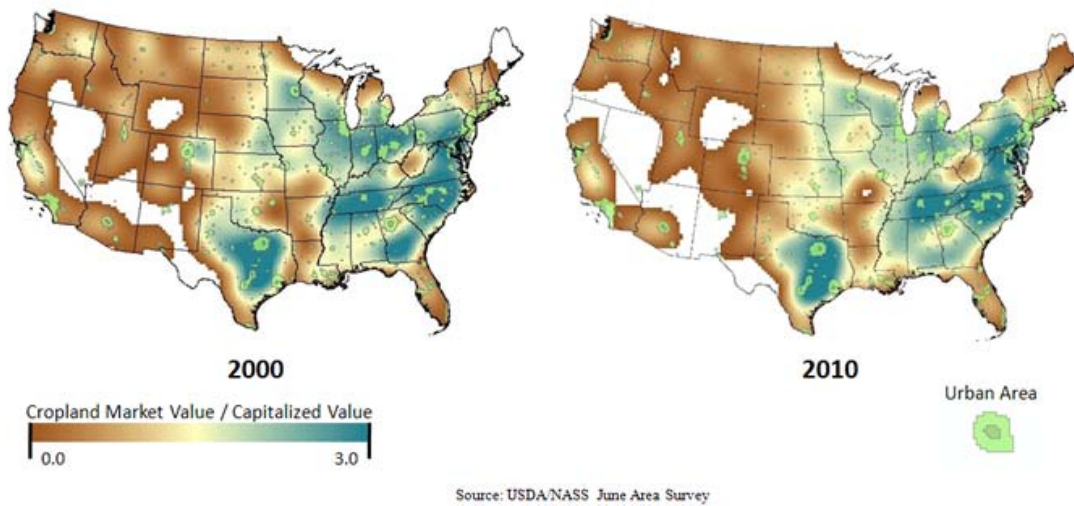 2000
2010
Cropland Market Value / Capitalized Value
0.0 3.0
Urban Area
Source: USDA/NASS June Area Survey